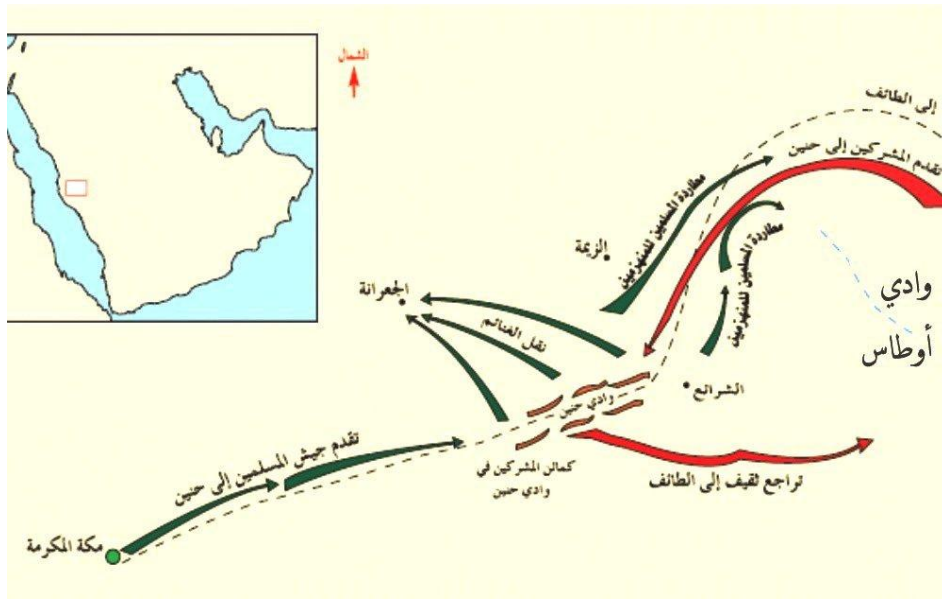 الشمال
إلى الطائف
تقدم المشركين إلى حنين
مطاردة المسلمين للمنهزمين
مطاردة المسلمين للمنهزمين
الزيمة
وادي
أوطاس
الجعرانة
نقل الغنائم
الشرائع
وادي حنين
تقدم جيش المسلمين إلى حنين
كمائن المشركين في
وادي حنين
تراجع ثقيف إلى الطائف
مكة المكرمة